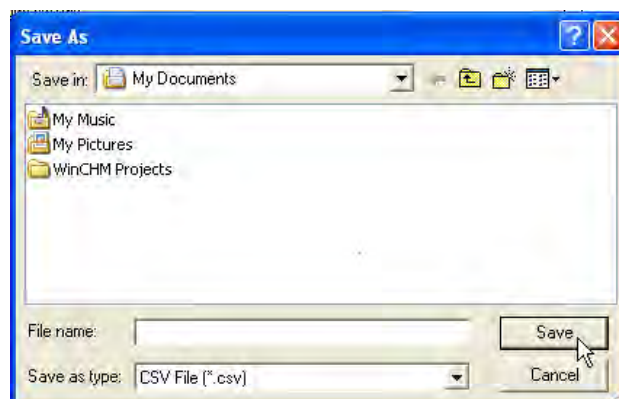 Save As
Save in: My Documents
My Music
My Pictures
WinCHM Projects
File name: Save
Save as type: CSV File (*.csv) Cancel